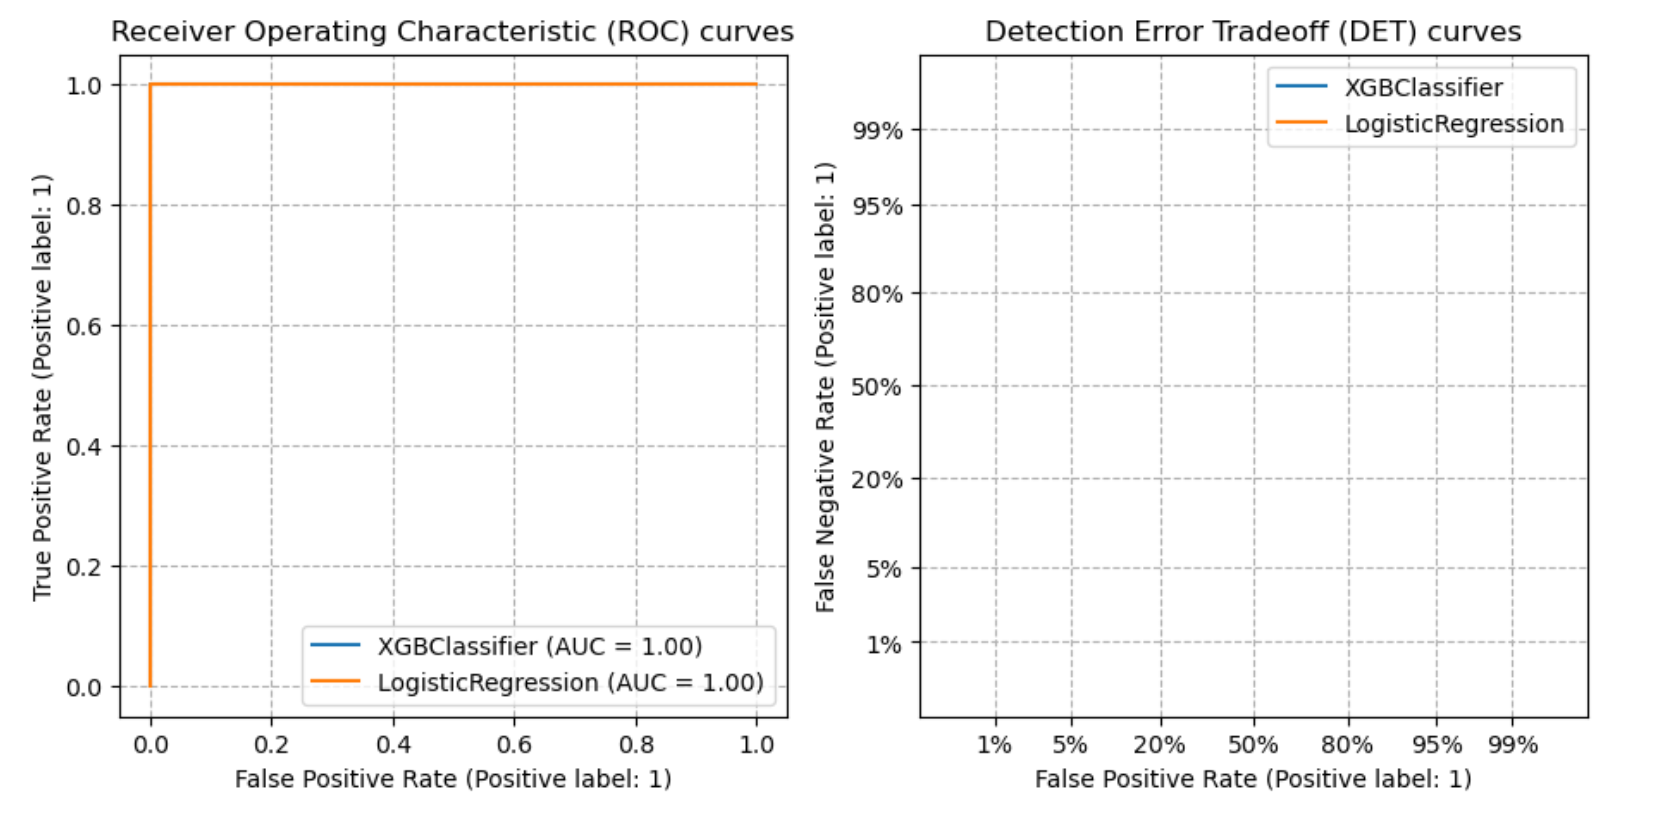 Receiver Operating Characteristic (ROC) curves
True Positive Rate (Positive label: 1)
1.0
0.8
0.6
0.4
0.2
0.0
XGBClassifier (AUC = 1.00)
LogisticRegression (AUC = 1.00)
0.0 0.2 0.4 0.6 0.8 1.0
False Positive Rate (Positive label: 1)
Detection Error Tradeoff (DET) curves
False Negative Rate (Positive label: 1)
XGBClassifier
LogisticRegression
99%
95%
80%
50%
20%
5%
1%
1% 5% 20% 50% 80% 95% 99%
False Positive Rate (Positive label: 1)